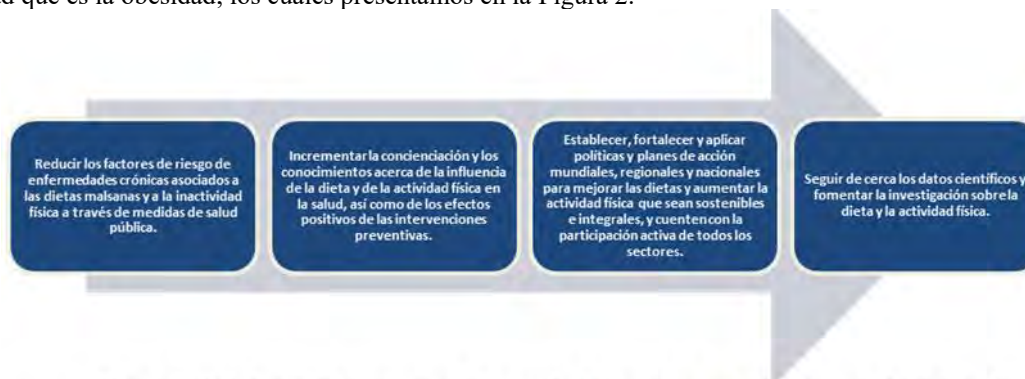 que es la obesidad, los cuales presentamos en la Figura 2.
Reducir los factores de riesgo de
enfermedades crónicas asociados a
las dietas malsanas y a la inactividad
física a través de medidas de salud
pública.
Incrementar la concienciación y los
conocimientos acerca de la influencia
de la dieta y de la actividad física en
la salud, así como de los efectos
positivos de las intervenciones
preventivas.
Establecer, fortalecer y aplicar
políticas y planes de acción
mundiales, regionales y nacionales
para mejorar las dietas y aumentar la
actividad física que sean sostenibles
e integrales, y cuenten con la
participación activa de todos los
sectores.
Seguir de cerca los datos científicos y
fomentar la investigación sobre la
dieta y la actividad física.